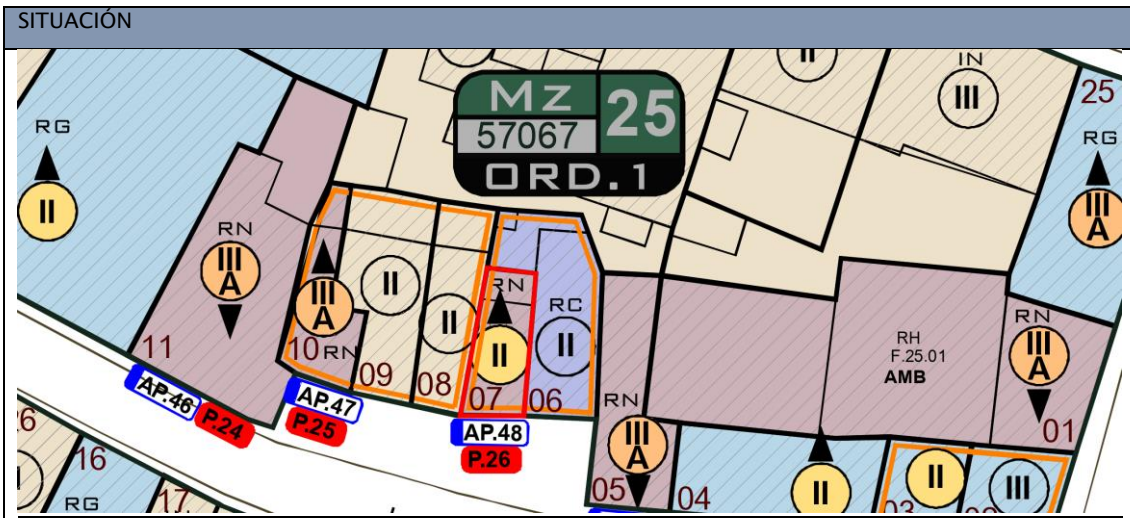 SITUACIÓN
II
IN
III
25
RG
III
A
Mz
25
57067
ORD.1
RG
II
RN
III
A
11
III
A
10
RN
II
09
II
08
RN
II
07
RC
II
06
RH
F.25.01
AMB
RN
III
A
01
RN
III
A
05
04
II
II
03
III
AP.46
P.24
AP.47
P.25
AP.48
P.26
16
RG
17